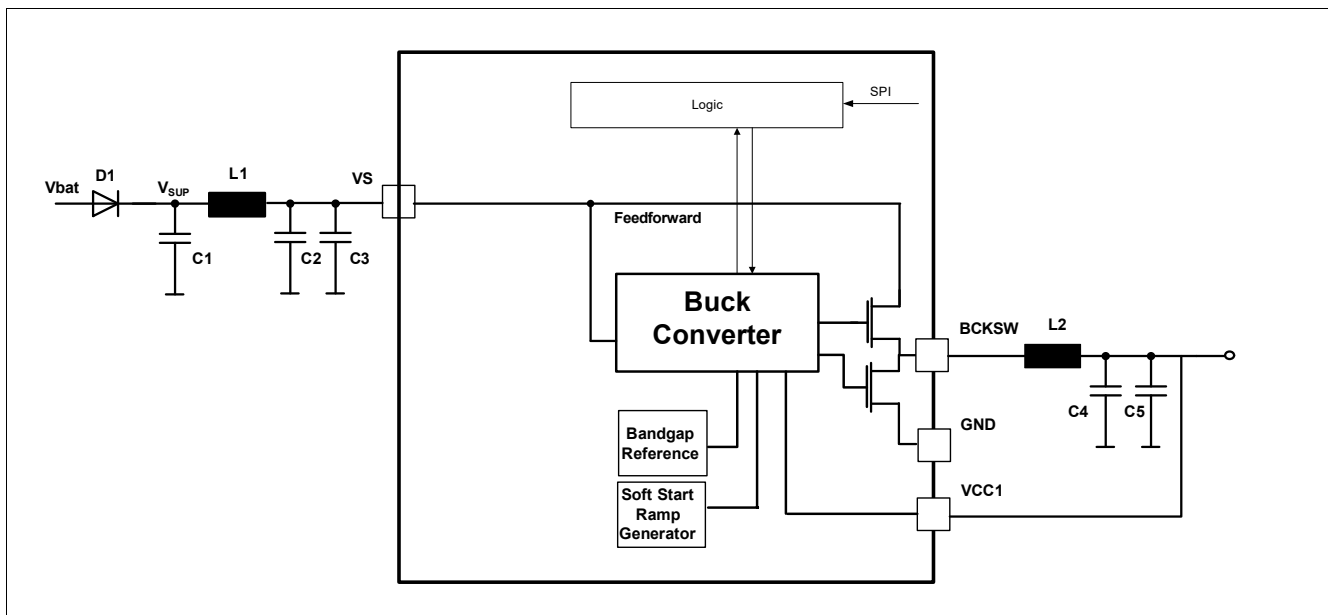 Logic
SPI
Vbat
D1
VSUP
L1
VS
C1
C2
C3
Feedforward
Buck
Converter
BCKSW
L2
C4
C5
GND
Bandgap
Reference
VCC1
Soft Start
Ramp
Generator